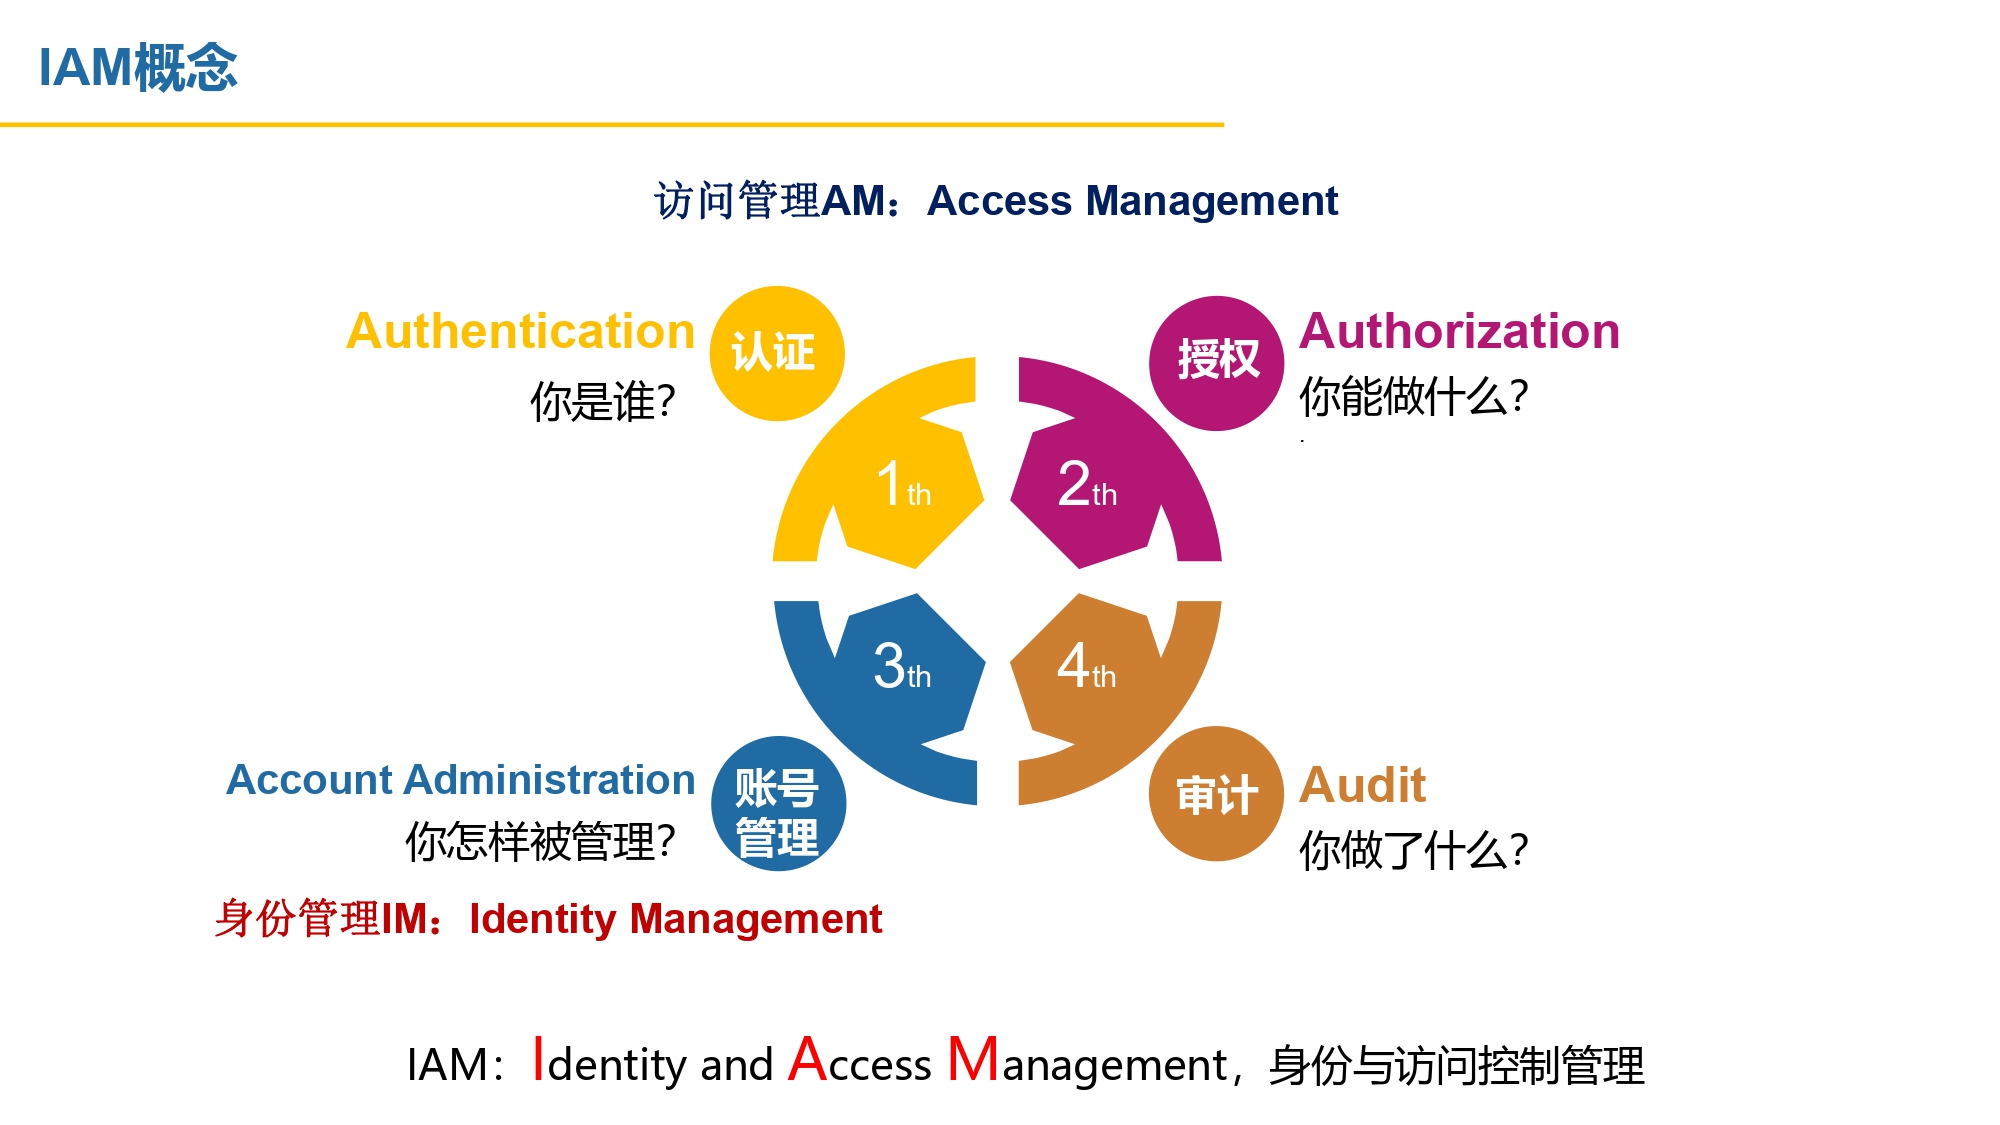 IAM概念
访问管理AM：Access Management
Authentication
你是谁?
认证
授权
Authorization
你能做什么?
.
1th
2th
3th
4th
Account Administration
你怎样被管理?
账号
管理
审计
Audit
你做了什么?
身份管理IM：Identity Management
IAM：Identity and Access Management，身份与访问控制管理